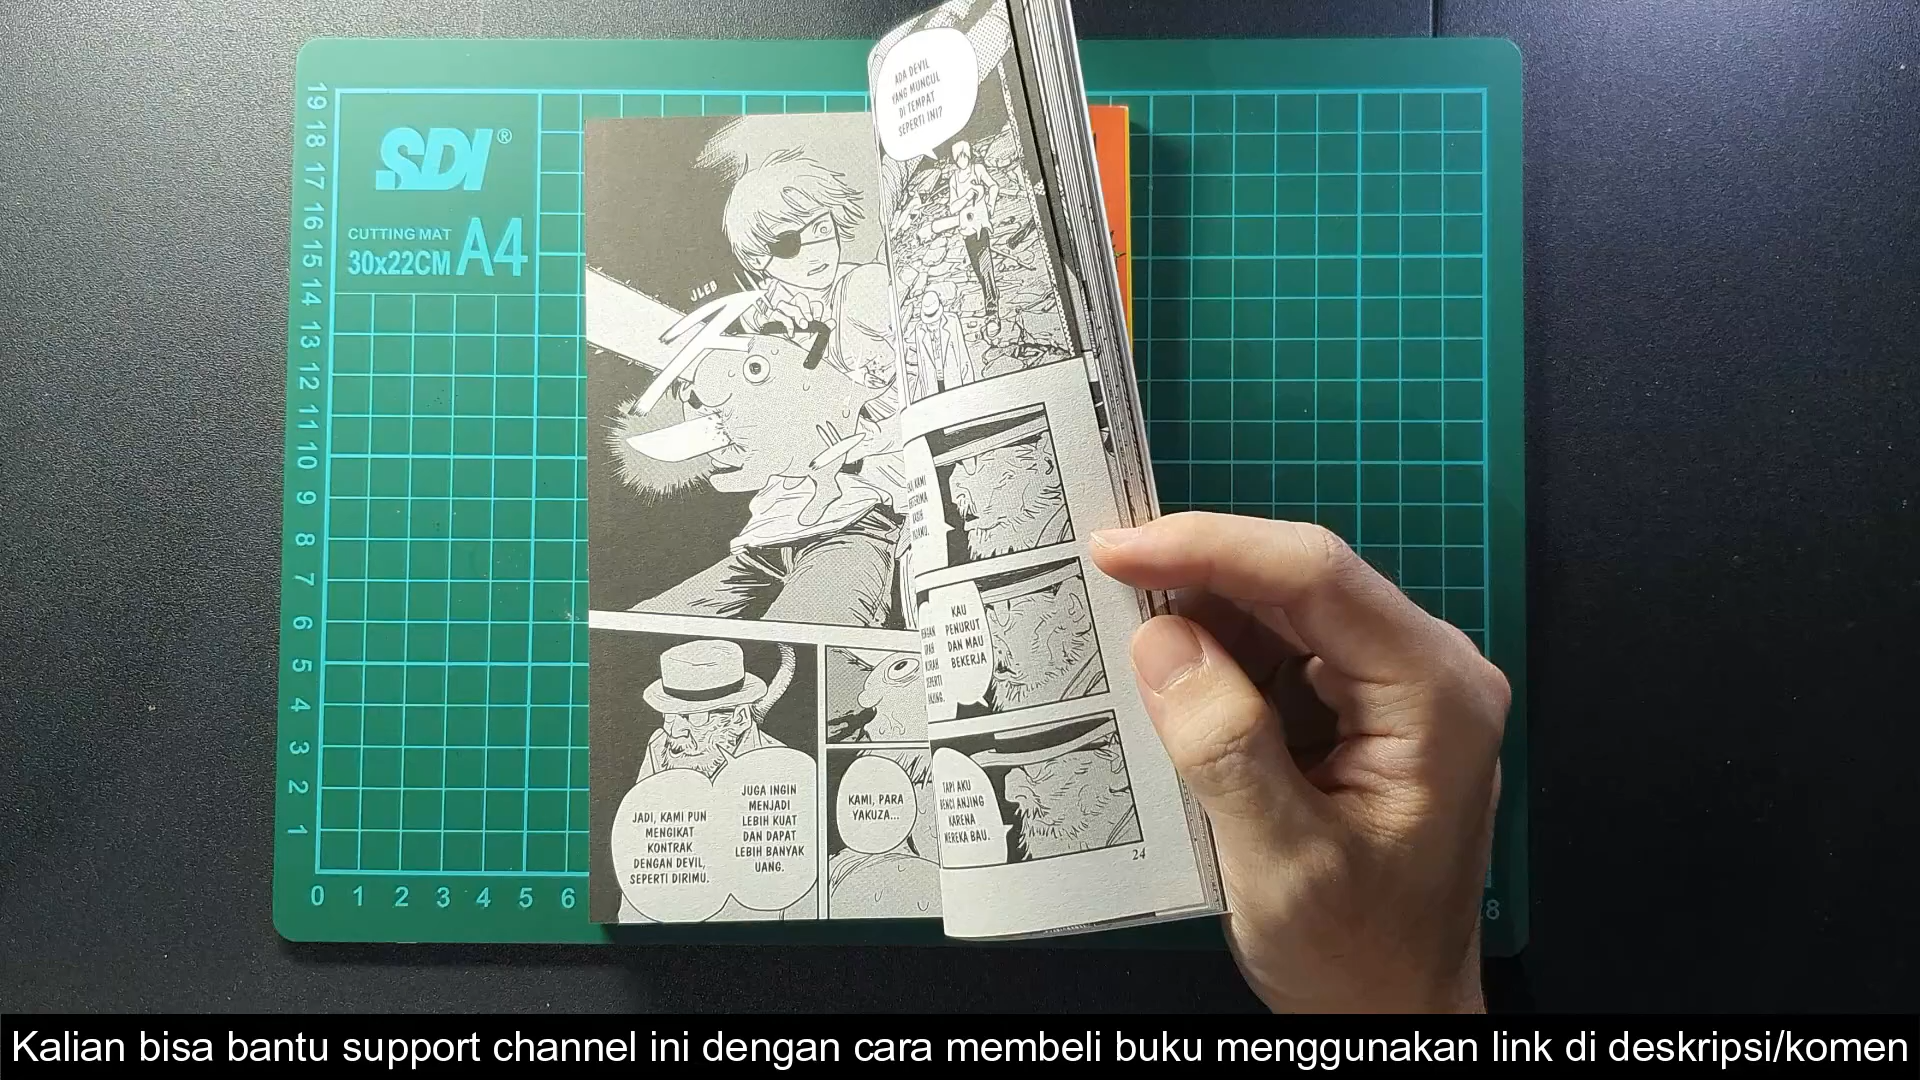 SDI®
CUTTING MAT
30x22CM A4
19
18
17
16
15
14
13
12
11
10
9
8
7
6
5
4
3
2
1
0 1 2 3 4 5 6
8
ADA DEVIL
YANG MUNCUL
DI TEMPAT
SEPERTI INI?
JLEB
KAMI
KAU
PENURUT
DAN MAU
BEKERJA
SEPERTI
TAPI AKU
BENCI ANJING
KARENA
MEREKA BAU.
24
KAMI, PARA
YAKUZA...
JUGA INGIN
MENJADI
LEBIH KUAT
DAN DAPAT
LEBIH BANYAK
UANG.
JADI, KAMI PUN
MENGIKAT
KONTRAK
DENGAN DEVIL,
SEPERTI DIRIMU.
Kalian bisa bantu support channel ini dengan cara membeli buku menggunakan link di deskripsi/komen